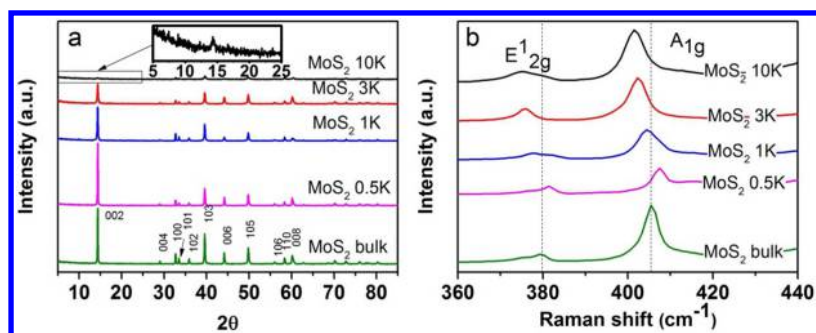 a
5 10 15 20 25
MoS2 10K
MoS2 3K
MoS2 1K
MoS2 0.5K
MoS2 bulk
002
004
100
101
102
103
006
105
106
110
008
Intensity (a.u.)
10 20 30 40 50 60 70 80
2θ
b
E¹2g
A1g
MoS2 10K
MoS2 3K
MoS2 1K
MoS2 0.5K
MoS2 bulk
Intensity (a.u.)
360 380 400 420 440
Raman shift (cm⁻¹)